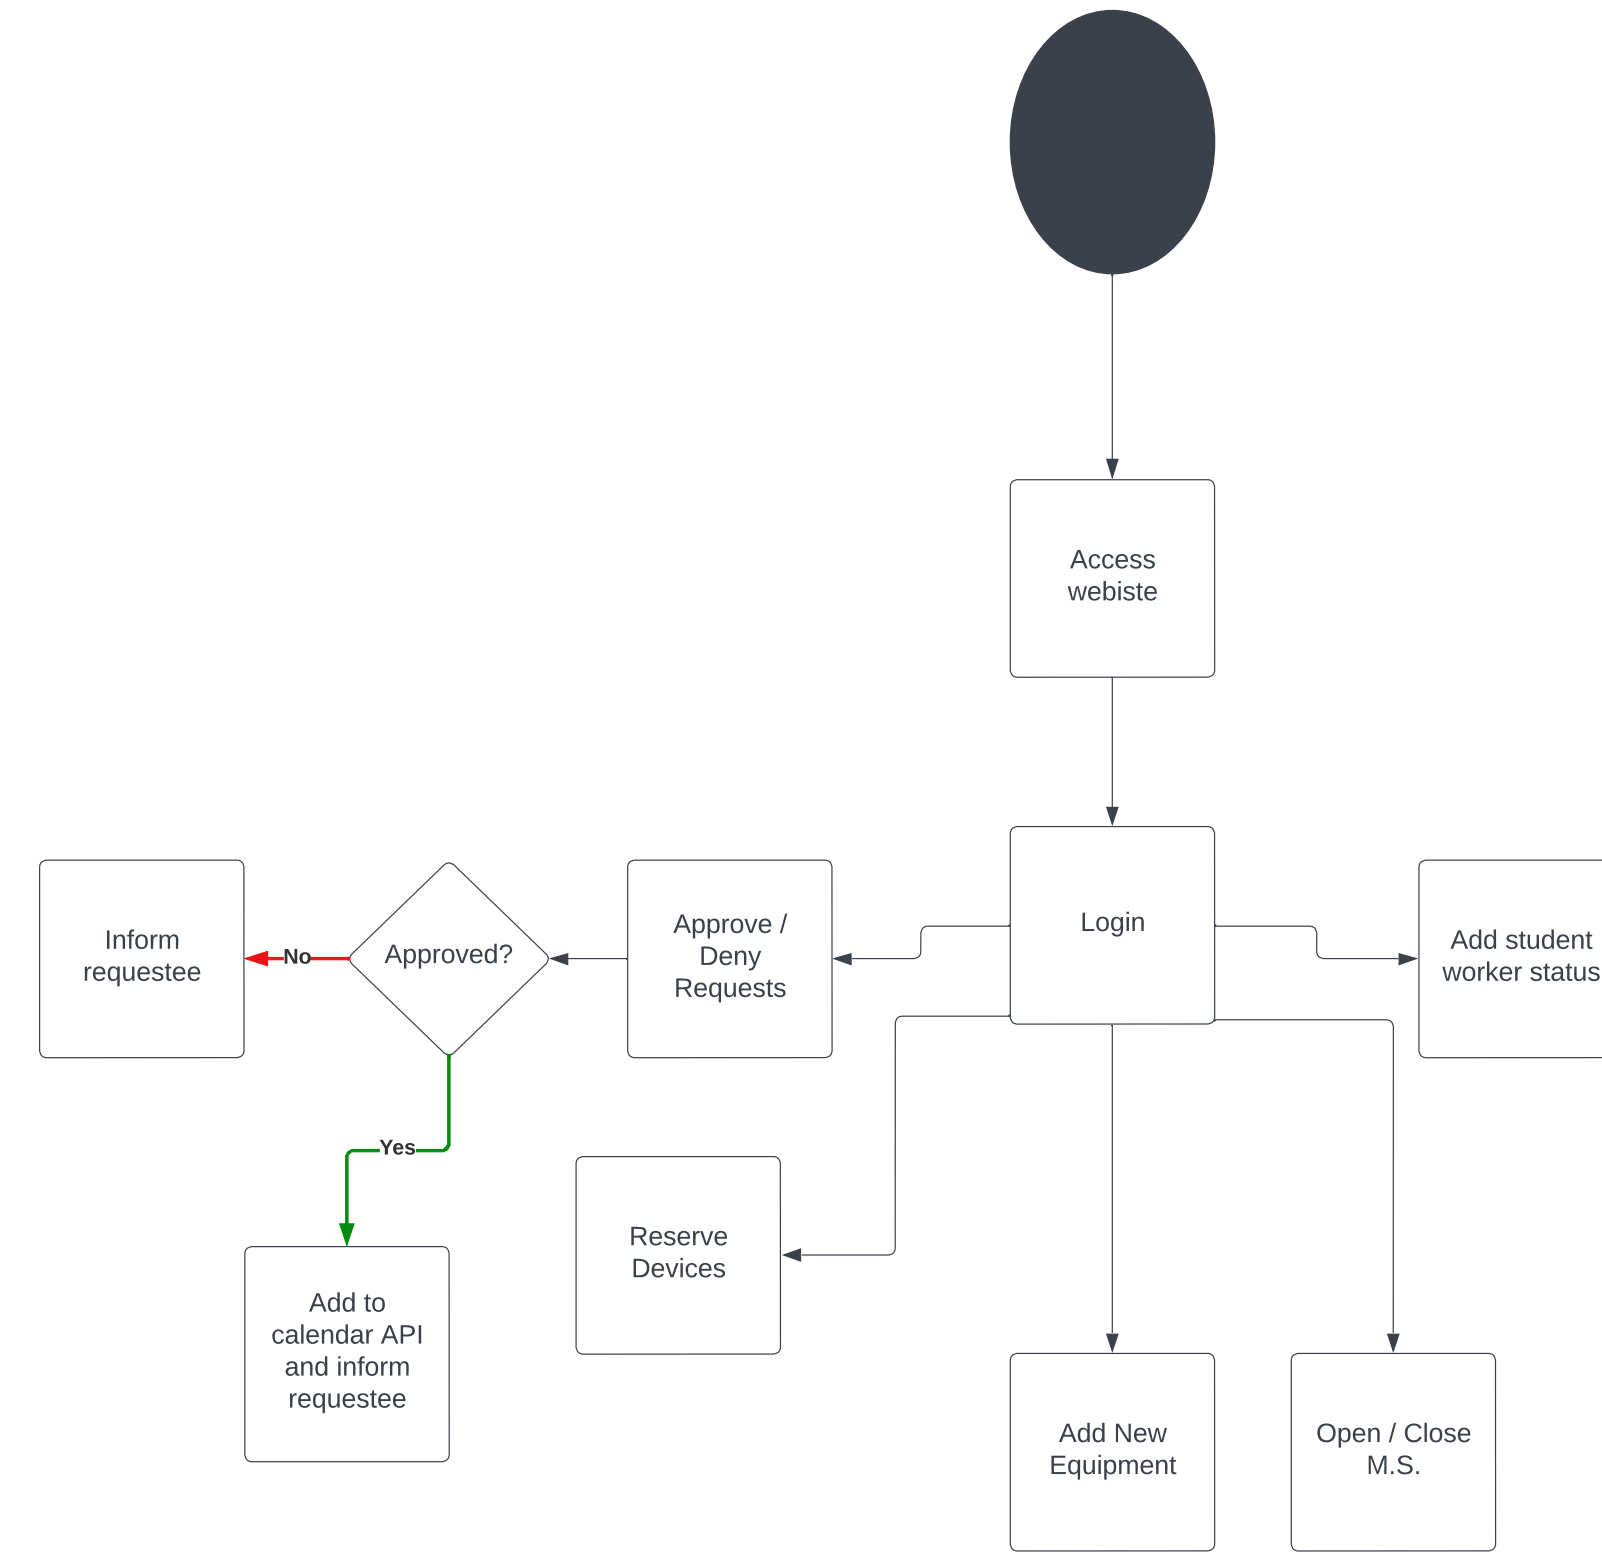 Access
webiste
Login
Inform
requestee
No
Approved?
Approve /
Deny
Requests
Add student
worker status
Yes
Reserve
Devices
Add to
calendar API
and inform
requestee
Add New
Equipment
Open / Close
M.S.